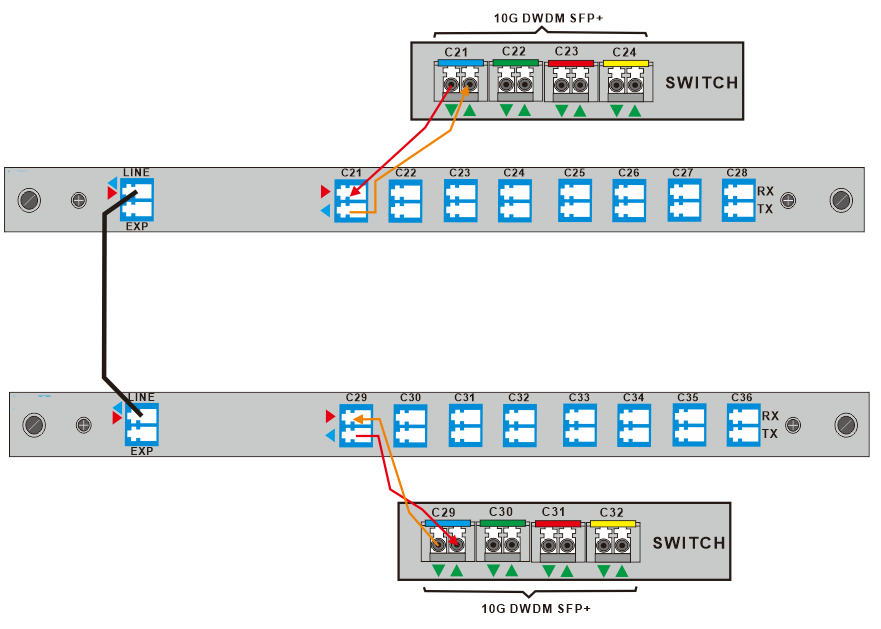 10G DWDM SFP+
C21 C22 C23 C24
SWITCH
LINE C21 C22 C23 C24 C25 C26 C27 C28
RX
TX
EXP
LINE C29 C30 C31 C32 C33 C34 C35 C36
RX
TX
EXP
C29 C30 C31 C32
SWITCH
10G DWDM SFP+